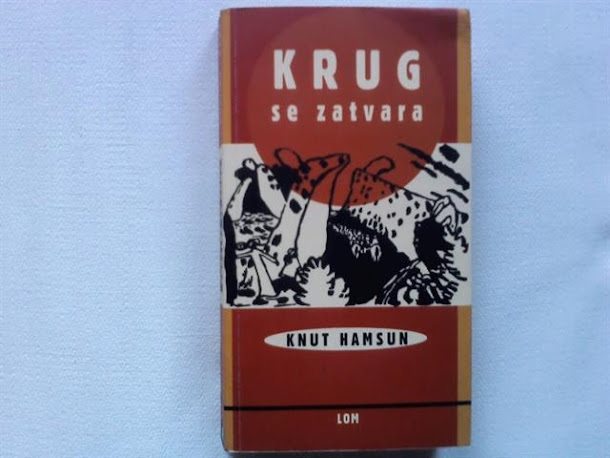 KRUG
se zatvara
KNUT HAMSUN
LOM